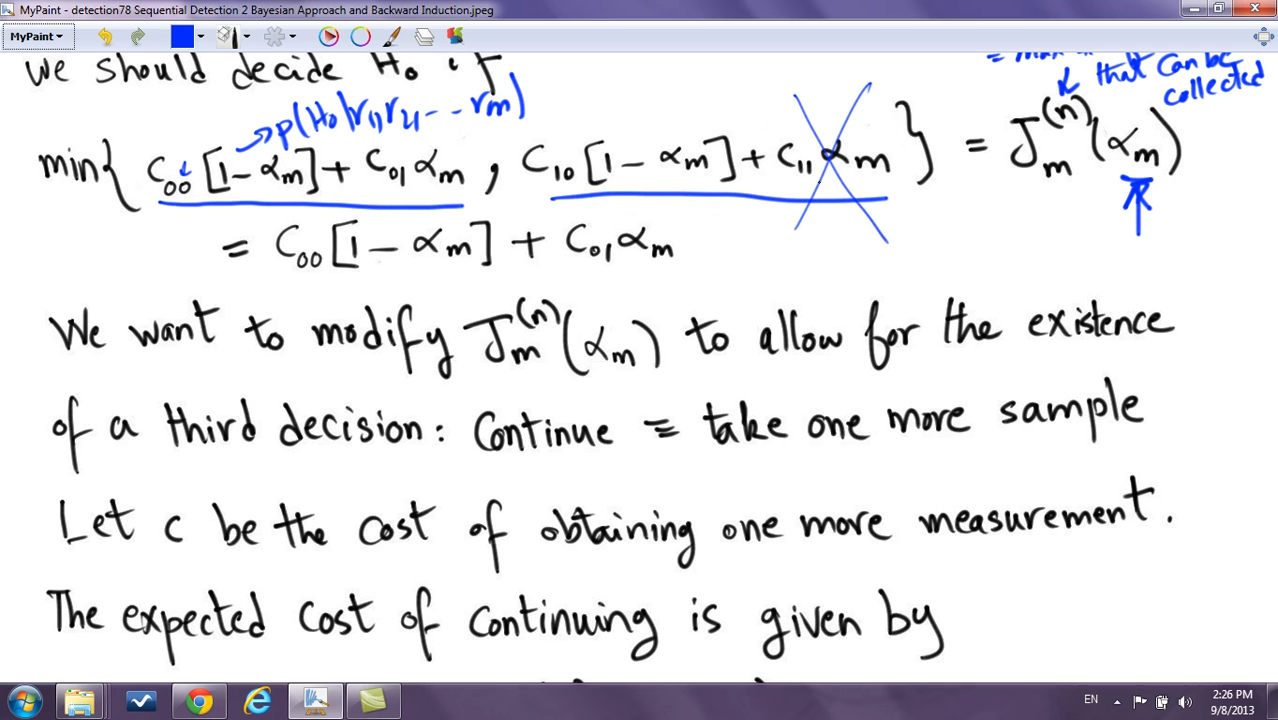 MyPaint - detection78 Sequential Detection 2 Bayesian Approach and Backward Induction.jpeg
MyPaint
we should decide H₀ if
= max
that can be
collected
p(H₀|r₁,r₂,...rₘ)
min{ C₀₀[1-αₘ]+C₀₁αₘ, C₁₀[1-αₘ]+C₁₁αₘ } = Jₘ⁽ⁿ⁾(αₘ)
= C₀₀[1-αₘ] + C₀₁αₘ
We want to modify Jₘ⁽ⁿ⁾(αₘ) to allow for the existence
of a third decision: Continue ≡ take one more sample
Let c be the cost of obtaining one more measurement.
The expected cost of continuing is given by
EN
2:26 PM
9/8/2013